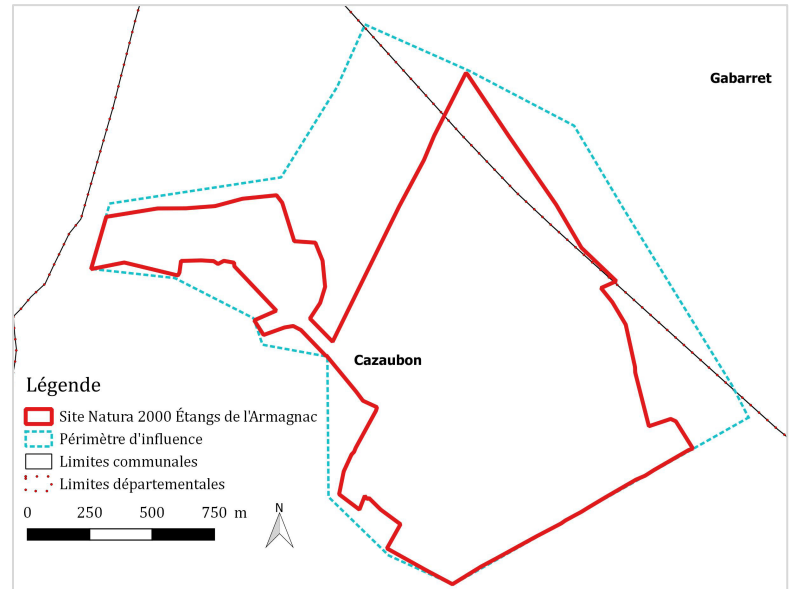 Gabarret
Cazaubon
Légende
Site Natura 2000 Étangs de l'Armagnac
Périmètre d'influence
Limites communales
Limites départementales
0 250 500 750 m
N